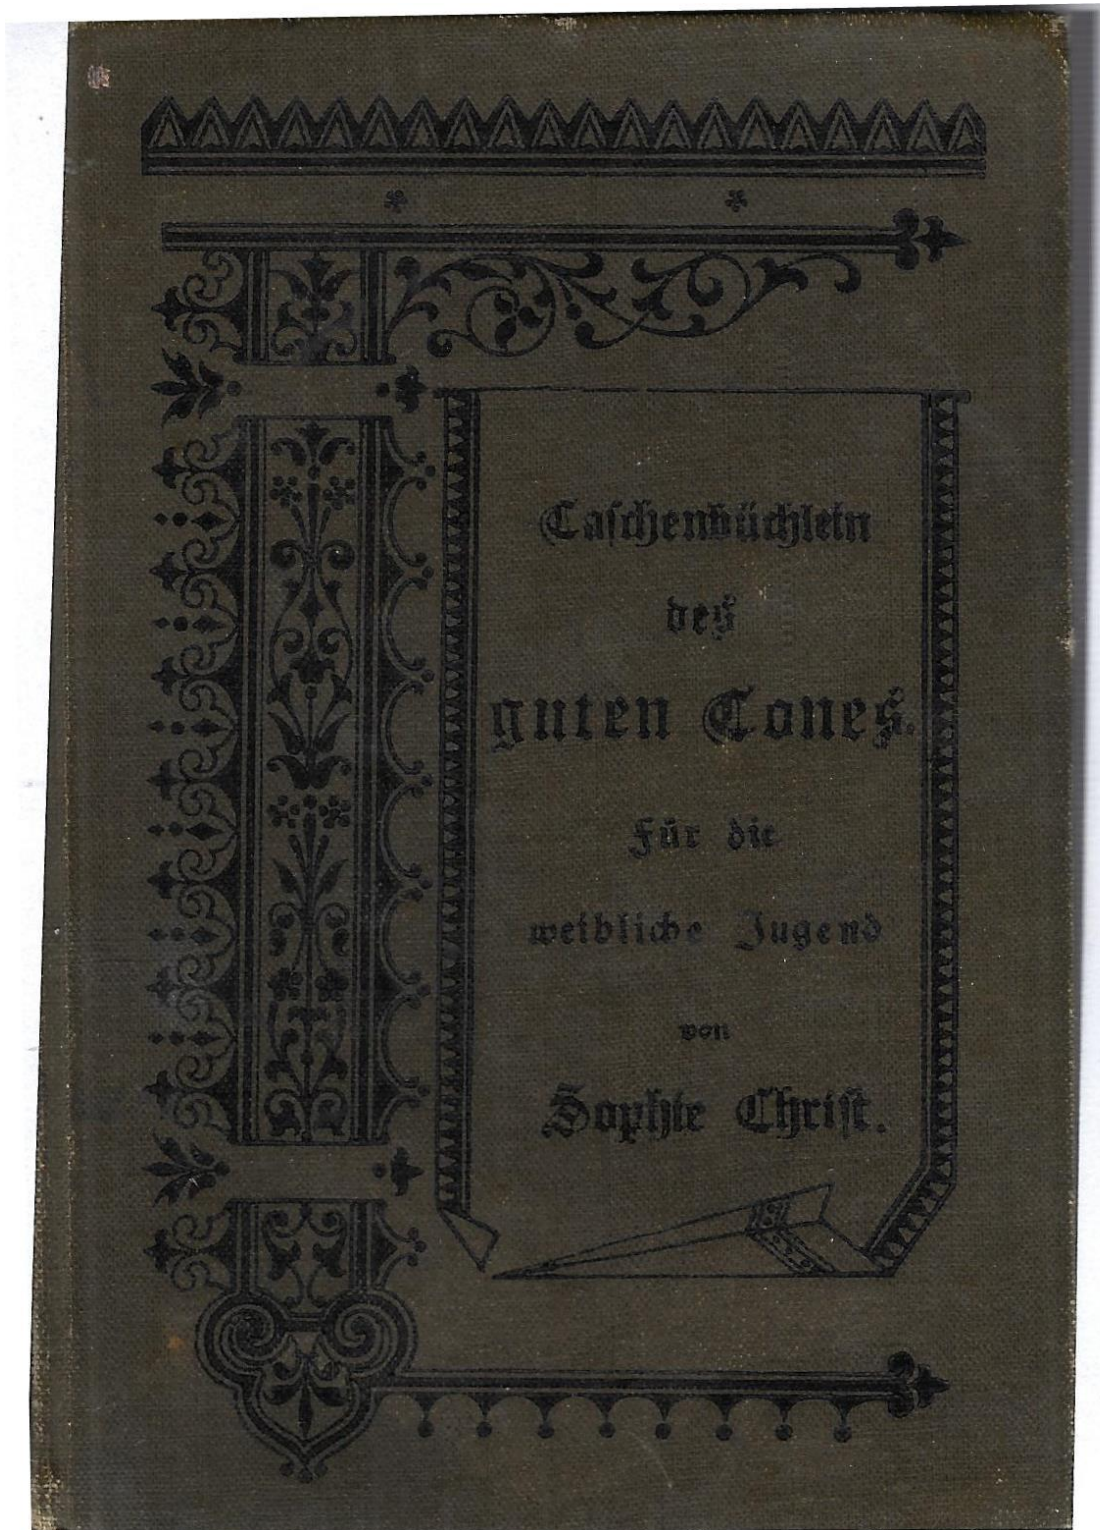 Taschenbüchlein
des
guten Tones.
Für die
weibliche Jugend
von
Sophie Christ.